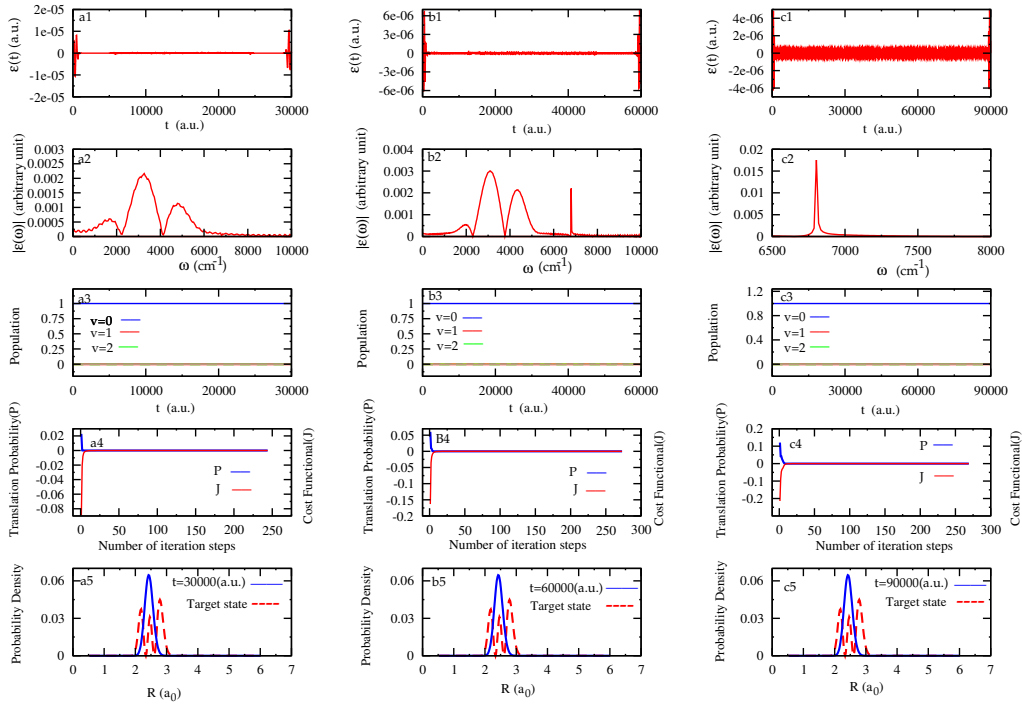 a1
ε(t) (a.u.)
2e-05
1e-05
0
-1e-05
-2e-05
0 10000 20000 30000
t (a.u.)
b1
ε(t) (a.u.)
6e-06
3e-06
0
-3e-06
-6e-06
0 15000 30000 45000 60000
t (a.u.)
c1
ε(t) (a.u.)
4e-06
2e-06
0
-2e-06
-4e-06
0 30000 60000 90000
t (a.u.)
a2
|ε(ω)| (arbitrary unit)
0.003
0.0025
0.002
0.0015
0.001
0.0005
0
0 2000 4000 6000 8000 10000
ω (cm-1)
b2
|ε(ω)| (arbitrary unit)
0.004
0.003
0.002
0.001
0
0 2000 4000 6000 8000 10000
ω (cm-1)
c2
|ε(ω)| (arbitrary unit)
0.02
0.015
0.01
0.005
0
6500 7000 7500 8000
ω (cm-1)
a3
Population
1
0.75
0.5
0.25
0
v=0
v=1
v=2
0 10000 20000 30000
t (a.u.)
b3
Population
1
0.75
0.5
0.25
0
v=0
v=1
v=2
0 15000 30000 45000 60000
t (a.u.)
c3
Population
1.2
0.8
0.4
0
v=0
v=1
v=2
0 20000 40000 60000 80000
t (a.u.)
a4
Translation Probability(P)
Cost Functional(J)
0.02
0
-0.02
-0.04
-0.06
-0.08
P
J
0 50 100 150 200 250
Number of iteration steps
B4
Translation Probability(P)
Cost Functional(J)
0.05
0
-0.05
-0.1
-0.15
-0.2
P
J
0 50 100 150 200 250 300
Number of iteration steps
c4
Translation Probability(P)
Cost Functional(J)
0.2
0.1
0
-0.1
-0.2
P
J
0 50 100 150 200 250 300
Number of iteration steps
a5
Probability Density
0.06
0.03
0
t=30000(a.u.)
Target state
0 1 2 3 4 5 6 7
R (a0)
b5
Probability Density
0.06
0.03
0
t=60000(a.u.)
Target state
0 1 2 3 4 5 6 7
R (a0)
c5
Probability Density
0.06
0.03
0
t=90000(a.u.)
Target state
0 1 2 3 4 5 6 7
R (a0)